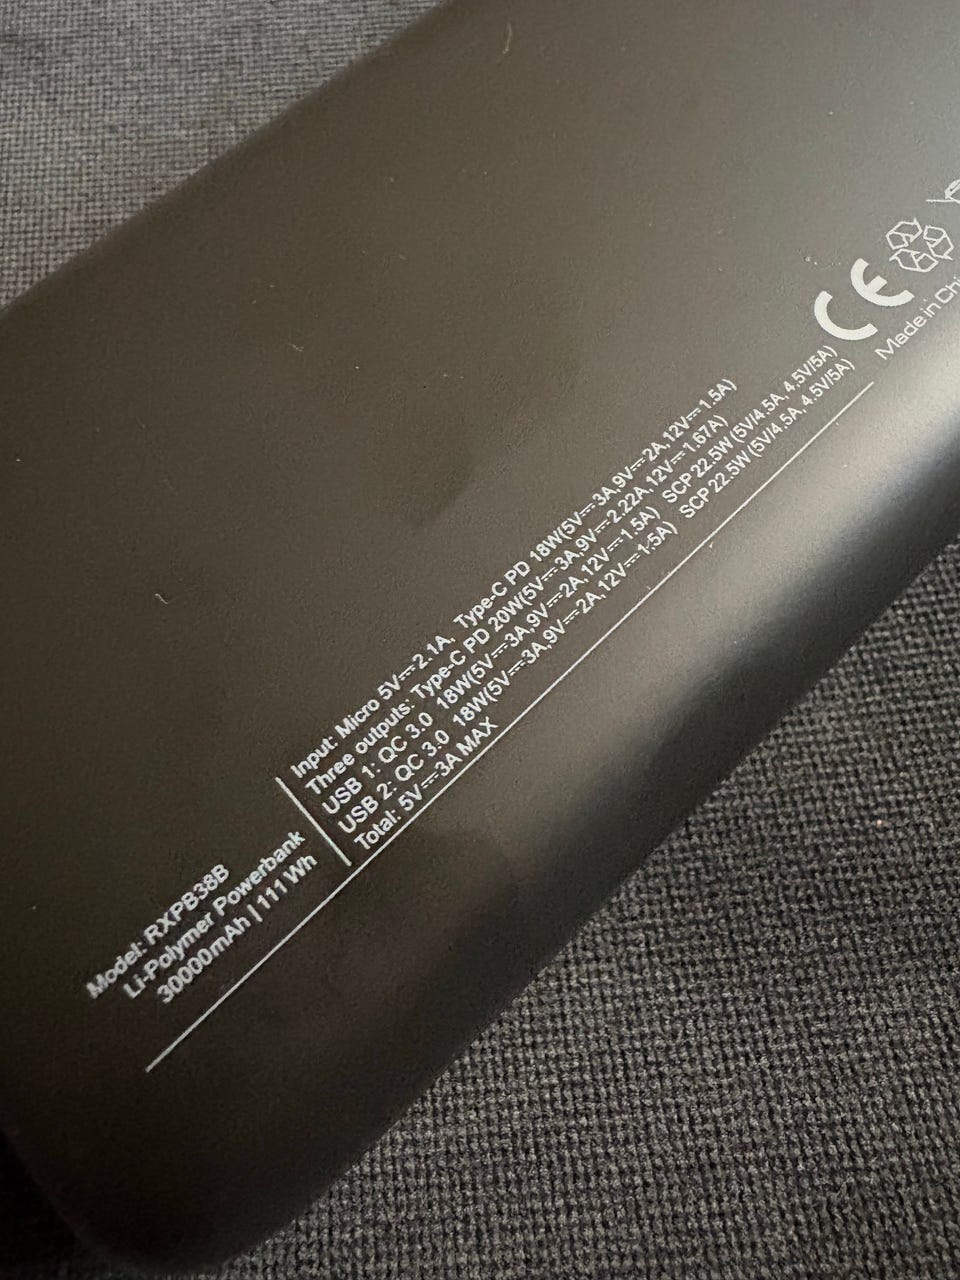 Model: RXPB38B
Li-Polymer Powerbank
30000mAh | 111 Wh
Input: Micro 5V⎓2.1A, Type-C PD 18W(5V⎓3A,9V⎓2A,12V⎓1.5A)
Three outputs: Type-C PD 20W(5V⎓3A,9V⎓2.22A,12V⎓1.67A)
USB 1: QC 3.0 18W(5V⎓3A,9V⎓2A,12V⎓1.5A) SCP 22.5W (5V/4.5A, 4,5V/5A)
USB 2: QC 3.0 18W(5V⎓3A,9V⎓2A,12V⎓1.5A) SCP 22.5W (5V/4.5A, 4.5V/5A)
Total: 5V⎓3A MAX
CE
Made in Chi